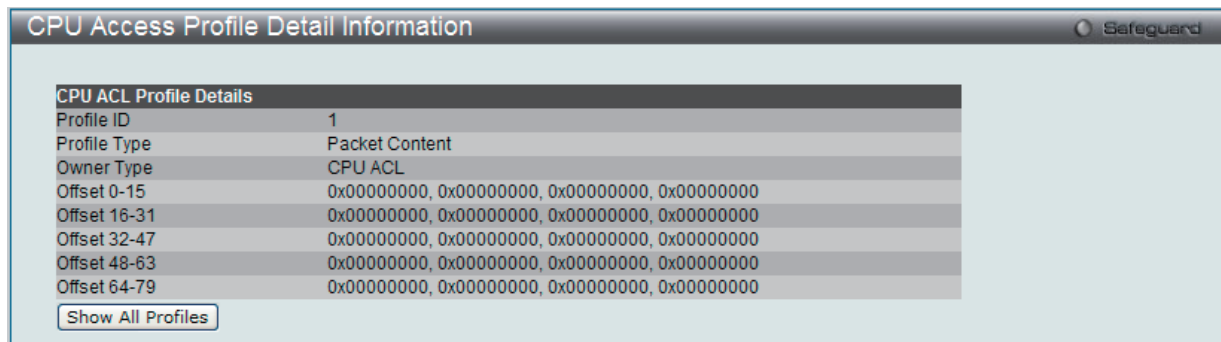 CPU Access Profile Detail Information Safeguard
CPU ACL Profile Details
Profile ID 1
Profile Type Packet Content
Owner Type CPU ACL
Offset 0-15 0x00000000, 0x00000000, 0x00000000, 0x00000000
Offset 16-31 0x00000000, 0x00000000, 0x00000000, 0x00000000
Offset 32-47 0x00000000, 0x00000000, 0x00000000, 0x00000000
Offset 48-63 0x00000000, 0x00000000, 0x00000000, 0x00000000
Offset 64-79 0x00000000, 0x00000000, 0x00000000, 0x00000000
Show All Profiles